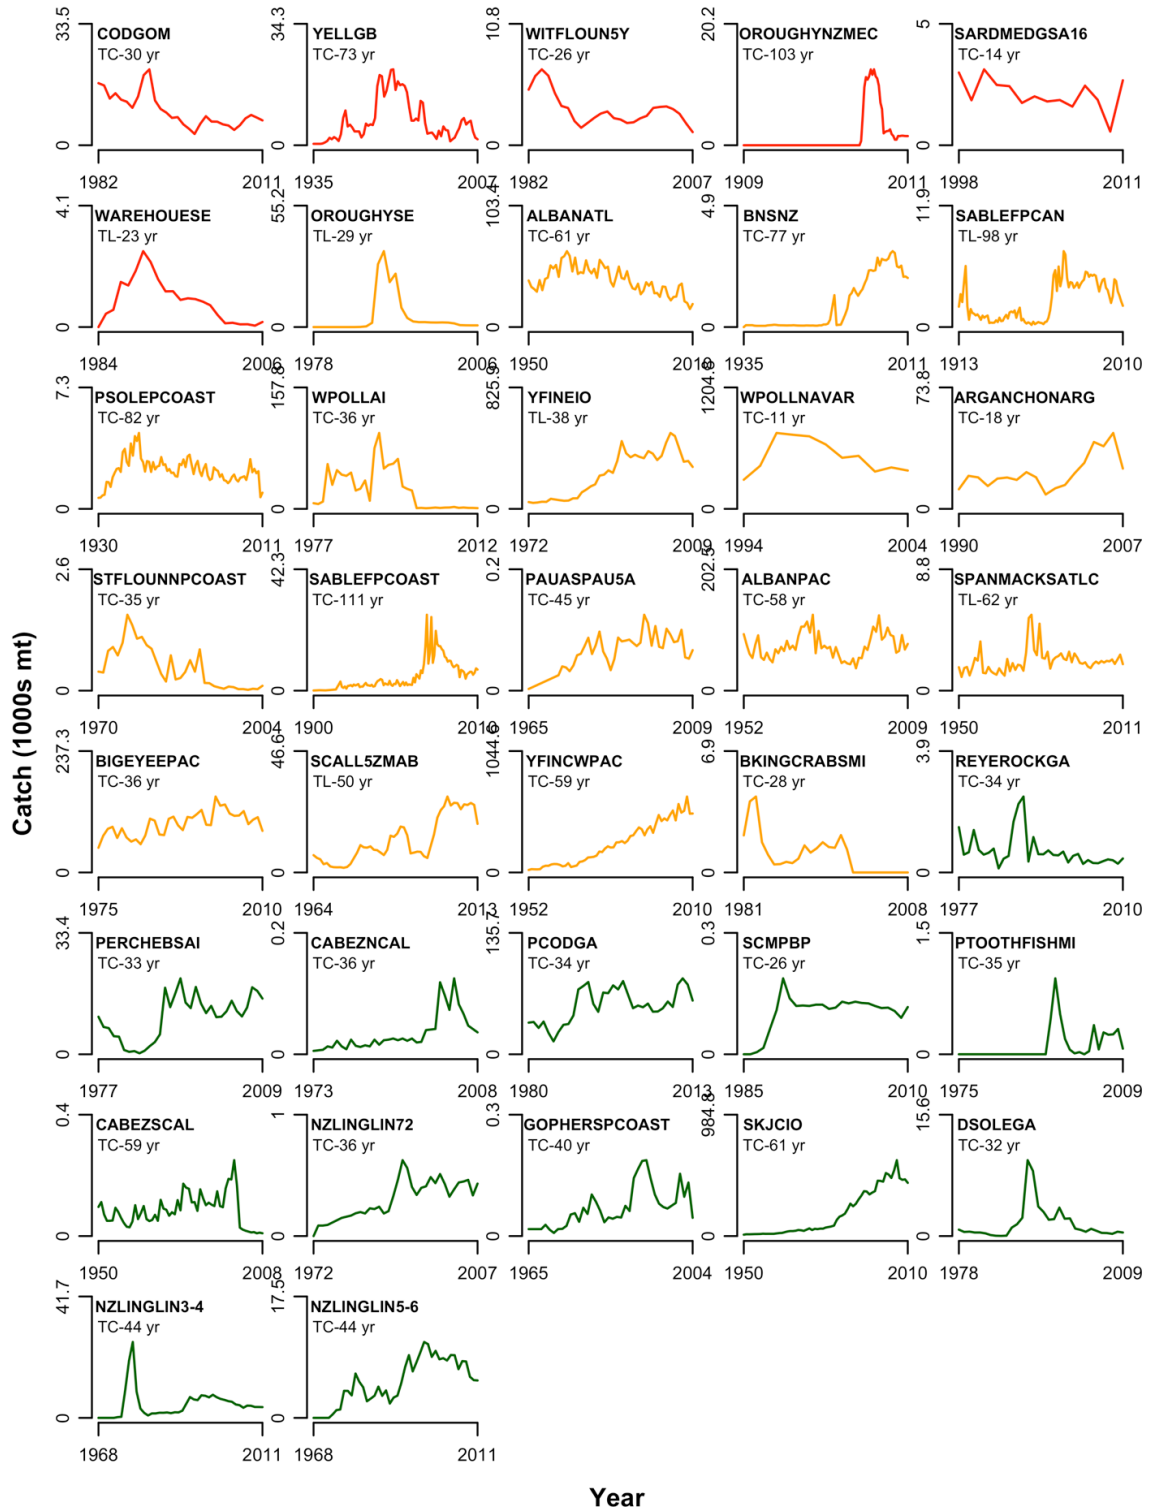 Catch (1000s mt)
33.5
CODGOM
TC-30 yr
0
1982 2011
34.3
YELLGB
TC-73 yr
0
1935 2007
10.8
WITFLOUN5Y
TC-26 yr
0
1982 2007
20.2
OROUGHYNZMEC
TC-103 yr
0
1909 2011
5
SARDMEDGSA16
TC-14 yr
0
1998 2011
4.1
WAREHOUESE
TL-23 yr
0
1984 2006
55.2
OROUGHYSE
TL-29 yr
0
1978 2006
103.4
ALBANATL
TC-61 yr
0
1950 2010
4.9
BNSNZ
TC-77 yr
0
1935 2011
11.9
SABLEFPCAN
TL-98 yr
0
1913 2010
7.3
PSOLEPCOAST
TC-82 yr
0
1930 2011
157.8
WPOLLAI
TC-36 yr
0
1977 2012
825.9
YFINEIO
TL-38 yr
0
1972 2009
1204.8
WPOLLNAVAR
TC-11 yr
0
1994 2004
73.8
ARGANCHONARG
TC-18 yr
0
1990 2007
2.6
STFLOUNNPCOAST
TC-35 yr
0
1970 2004
42.3
SABLEFPCOAST
TC-111 yr
0
1900 2010
0.2
PAUASPAU5A
TC-45 yr
0
1965 2009
202.5
ALBANPAC
TC-58 yr
0
1952 2009
8.8
SPANMACKSATLC
TL-62 yr
0
1950 2011
237.3
BIGEYEEPAC
TC-36 yr
0
1975 2010
46.6
SCALL5ZMAB
TL-50 yr
0
1964 2013
1044.6
YFINCWPAC
TC-59 yr
0
1952 2010
6.9
BKINGCRABSMI
TC-28 yr
0
1981 2008
3.9
REYEROCKGA
TC-34 yr
0
1977 2010
33.4
PERCHEBSAI
TC-33 yr
0
1977 2009
0.2
CABEZNCAL
TC-36 yr
0
1973 2008
135.7
PCODGA
TC-34 yr
0
1980 2013
0.3
SCMPBP
TC-26 yr
0
1985 2010
1.5
PTOOTHFISHMI
TC-35 yr
0
1975 2009
0.4
CABEZSCAL
TC-59 yr
0
1950 2008
1
NZLINGLIN72
TC-36 yr
0
1972 2007
0.3
GOPHERSPCOAST
TC-40 yr
0
1965 2004
984.8
SKJCIO
TC-61 yr
0
1950 2010
15.6
DSOLEGA
TC-32 yr
0
1978 2009
41.7
NZLINGLIN3-4
TC-44 yr
0
1968 2011
17.5
NZLINGLIN5-6
TC-44 yr
0
1968 2011
Year